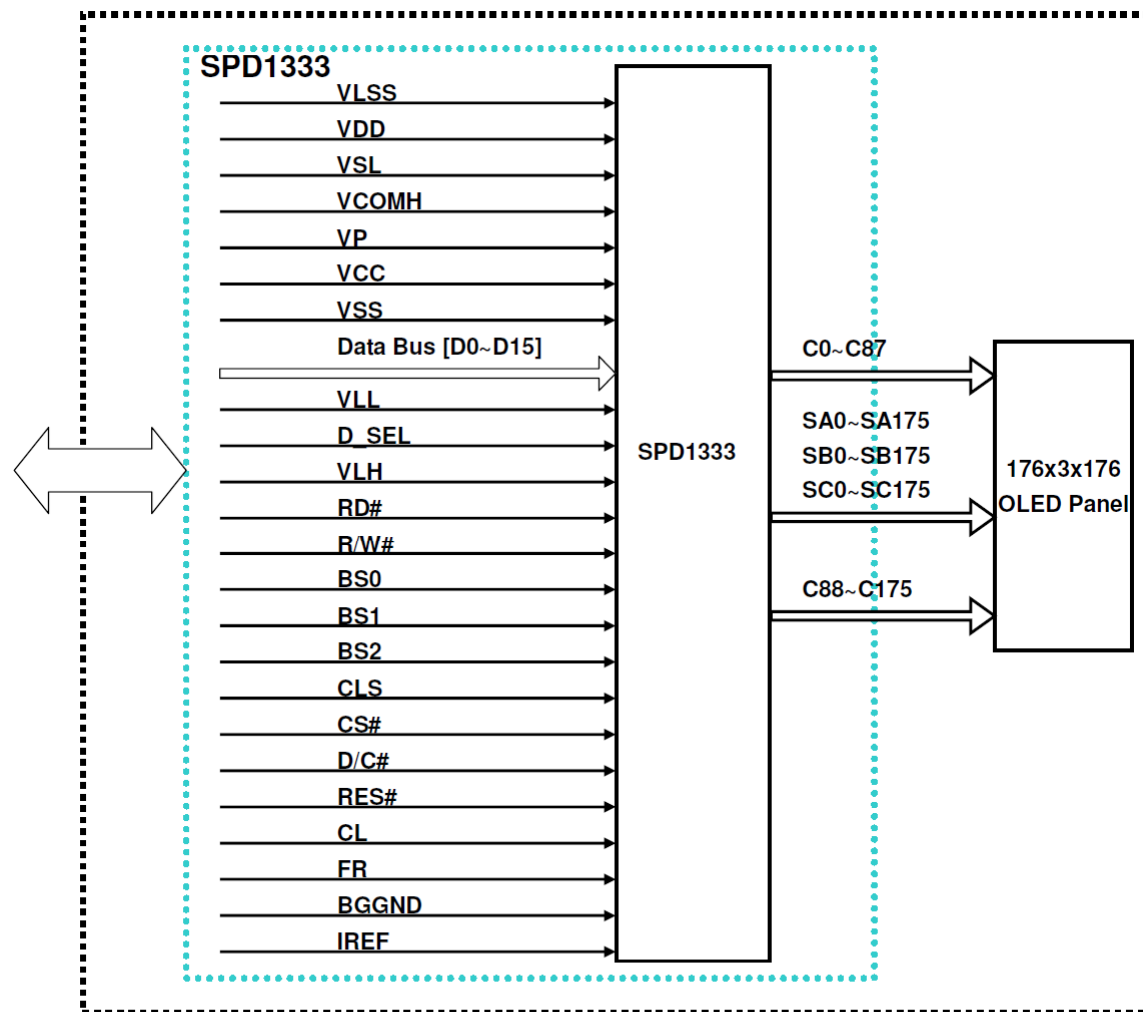 SPD1333
VLSS
VDD
VSL
VCOMH
VP
VCC
VSS
Data Bus [D0~D15]
VLL
D_SEL
VLH
RD#
R/W#
BS0
BS1
BS2
CLS
CS#
D/C#
RES#
CL
FR
BGGND
IREF
SPD1333
C0~C87
SA0~SA175
SB0~SB175
SC0~SC175
C88~C175
176x3x176
OLED Panel